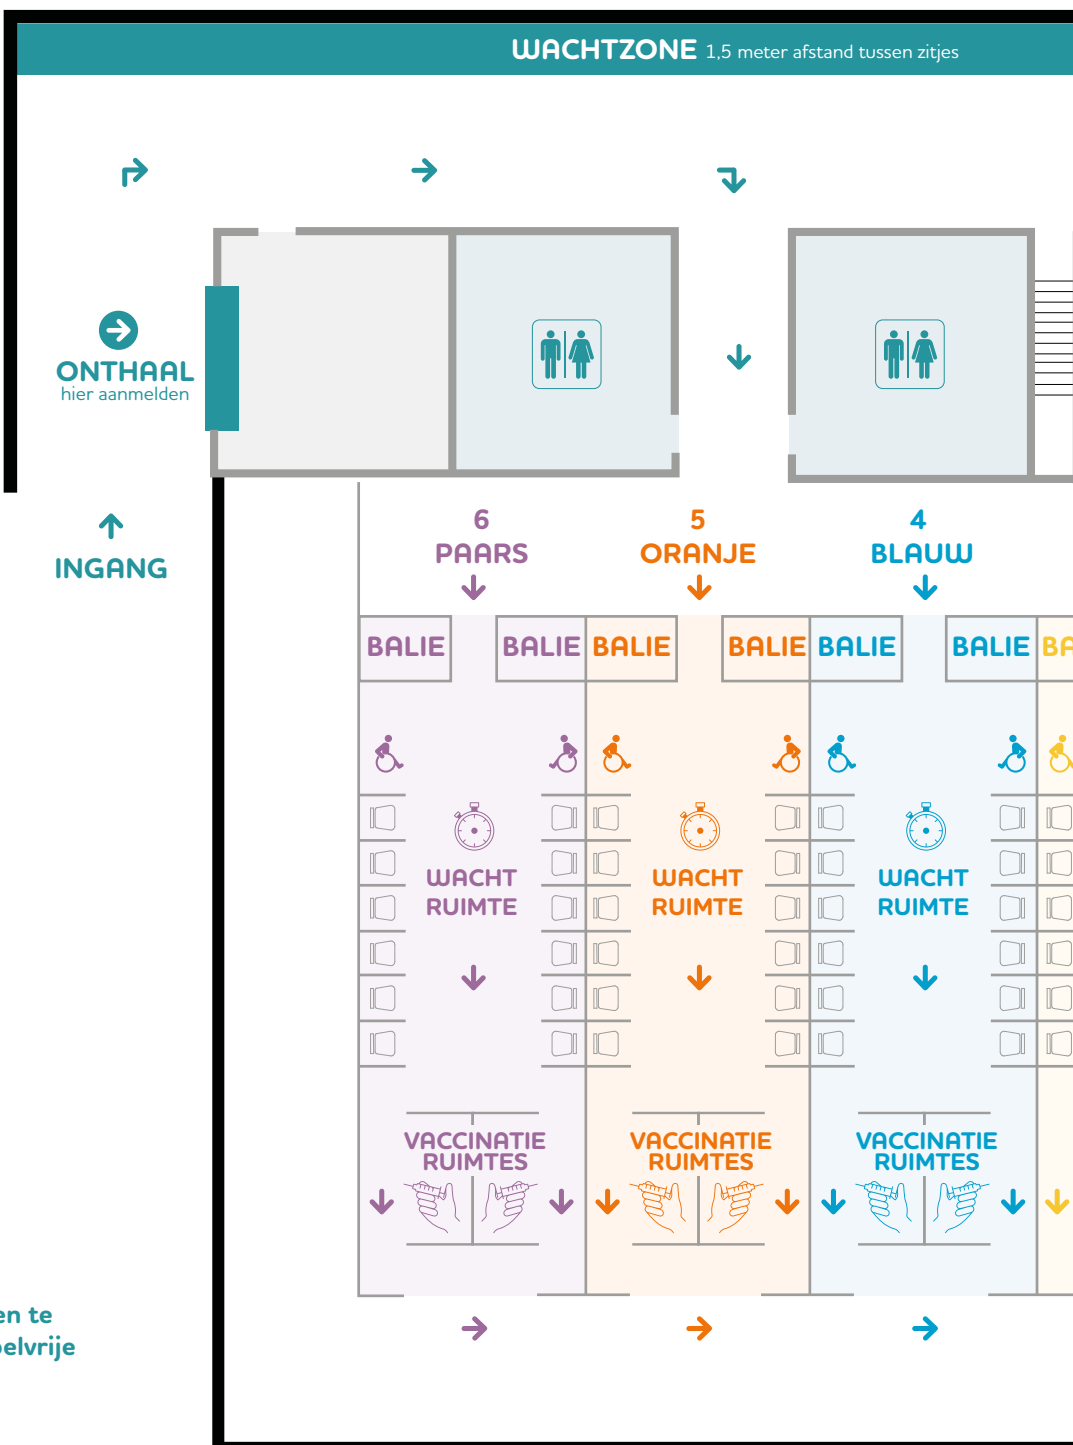 WACHTZONE 1,5 meter afstand tussen zitjes
ONTHAAL
hier aanmelden
INGANG
6
PAARS
5
ORANJE
4
BLAUW
BALIE BALIE BALIE BALIE BALIE BALIE BA
WACHT
RUIMTE
WACHT
RUIMTE
WACHT
RUIMTE
VACCINATIE
RUIMTES
VACCINATIE
RUIMTES
VACCINATIE
RUIMTES
en te
elvrije